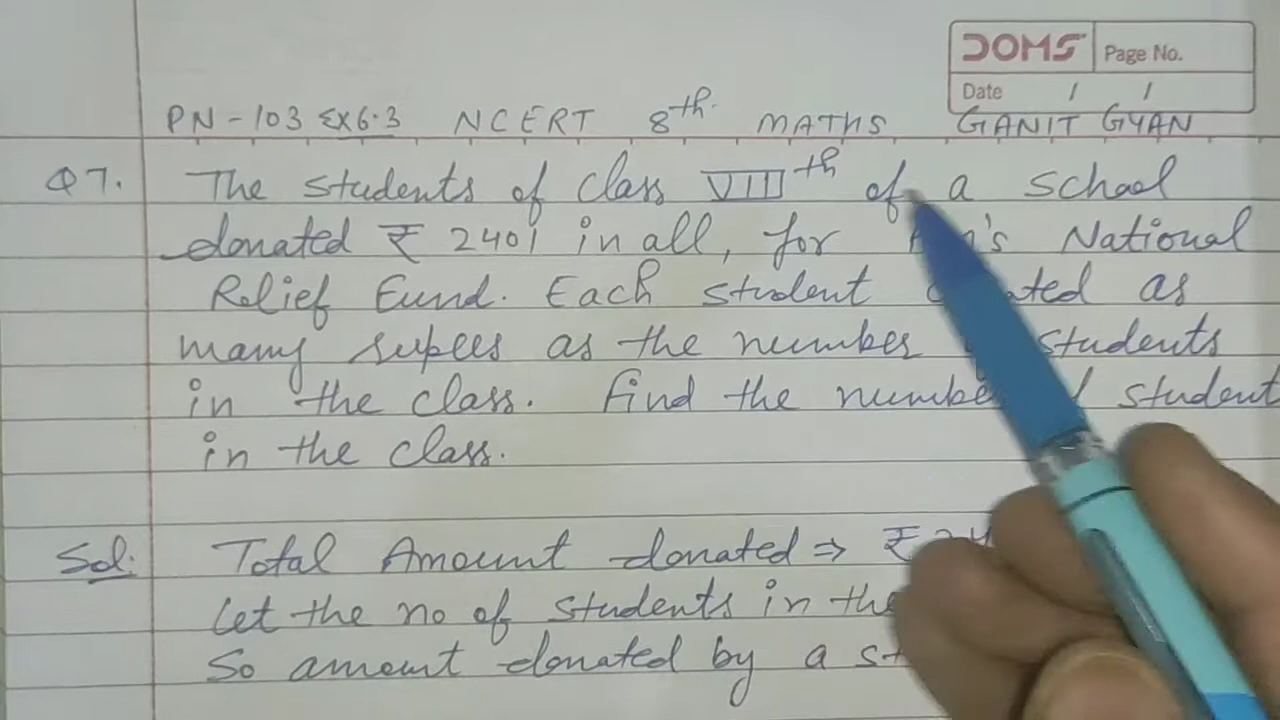 DOMS
Page No.
Date / /
PN-103 EX6.3 NCERT 8th. MATHS GANIT GYAN
Q7. The students of class VIIIth of a School
donated ₹ 2401 in all, for National
Relief Fund. Each student as
many rupees as the number students
in the class. Find the number student
in the class.
Sol: Total Amount donated ⇒ ₹
Let the no of students in the
So amount donated by a